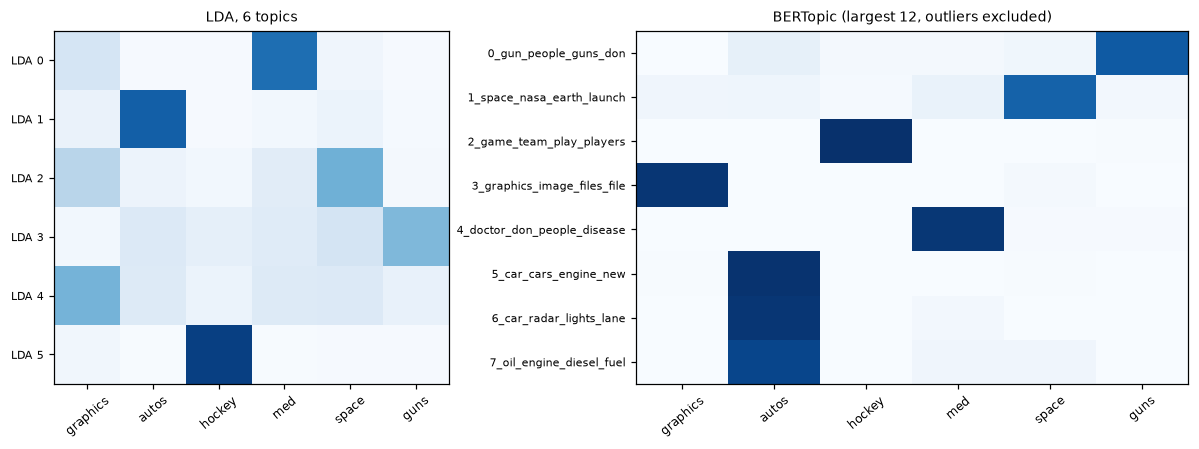 LDA, 6 topics
LDA 0
LDA 1
LDA 2
LDA 3
LDA 4
LDA 5
graphics
autos
hockey
med
space
guns
BERTopic (largest 12, outliers excluded)
0_gun_people_guns_don
1_space_nasa_earth_launch
2_game_team_play_players
3_graphics_image_files_file
4_doctor_don_people_disease
5_car_cars_engine_new
6_car_radar_lights_lane
7_oil_engine_diesel_fuel
graphics
autos
hockey
med
space
guns